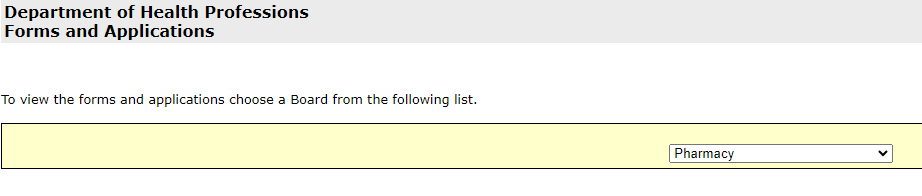 Department of Health Professions
Forms and Applications
To view the forms and applications choose a Board from the following list.
Pharmacy